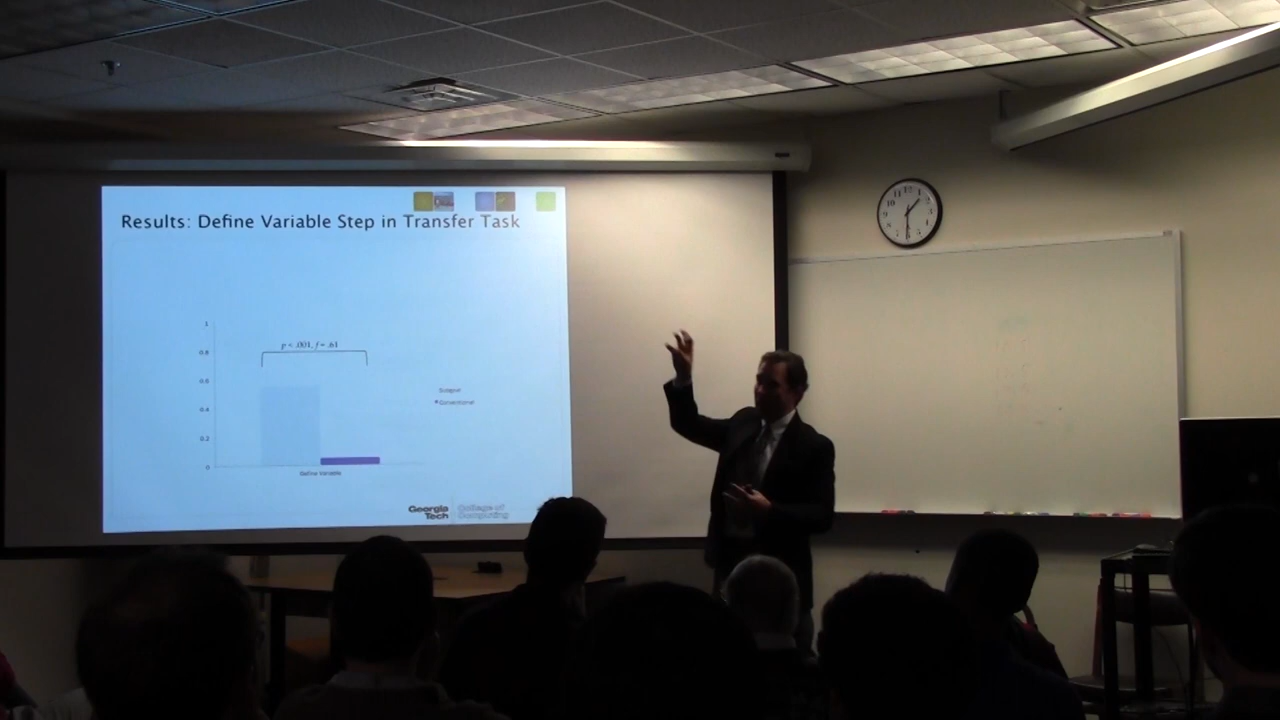 Results: Define Variable Step in Transfer Task
1
p < .001, f = .61
0.8
0.6
Subgoal
0.4
Conventional
0.2
0
Define Variable
Georgia Tech
College of Computing